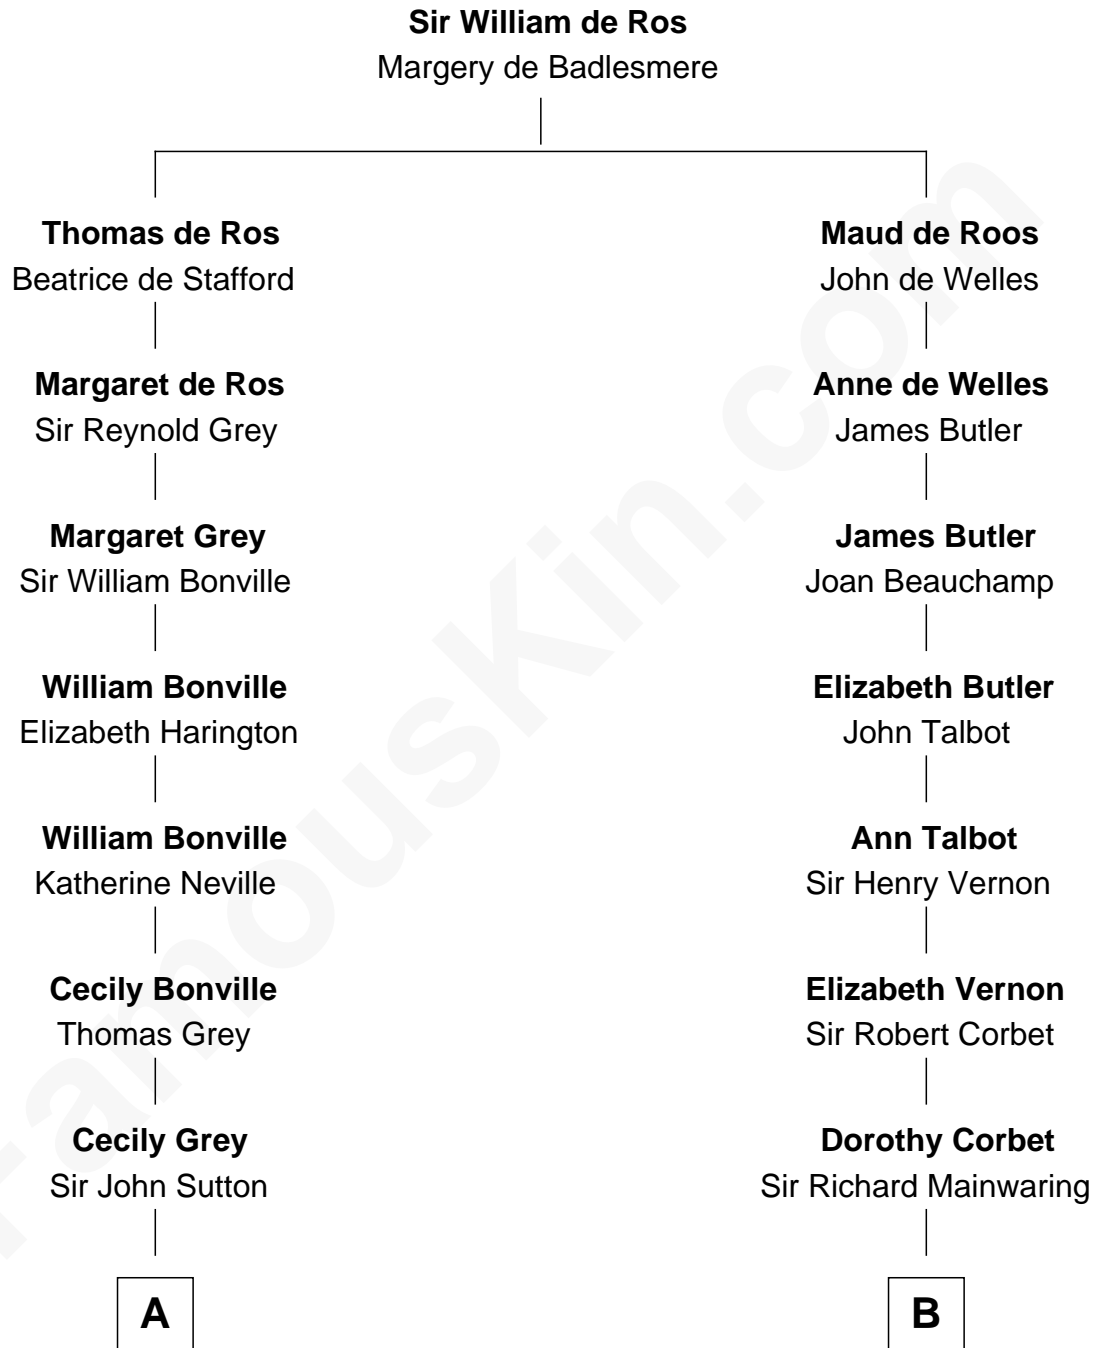 Sir William de Ros
Margery de Badlesmere
Thomas de Ros
Beatrice de Stafford
Margaret de Ros
Sir Reynold Grey
Margaret Grey
Sir William Bonville
William Bonville
Elizabeth Harington
William Bonville
Katherine Neville
Cecily Bonville
Thomas Grey
Cecily Grey
Sir John Sutton
A
Maud de Roos
John de Welles
Anne de Welles
James Butler
James Butler
Joan Beauchamp
Elizabeth Butler
John Talbot
Ann Talbot
Sir Henry Vernon
Elizabeth Vernon
Sir Robert Corbet
Dorothy Corbet
Sir Richard Mainwaring
B
FamousKin.com